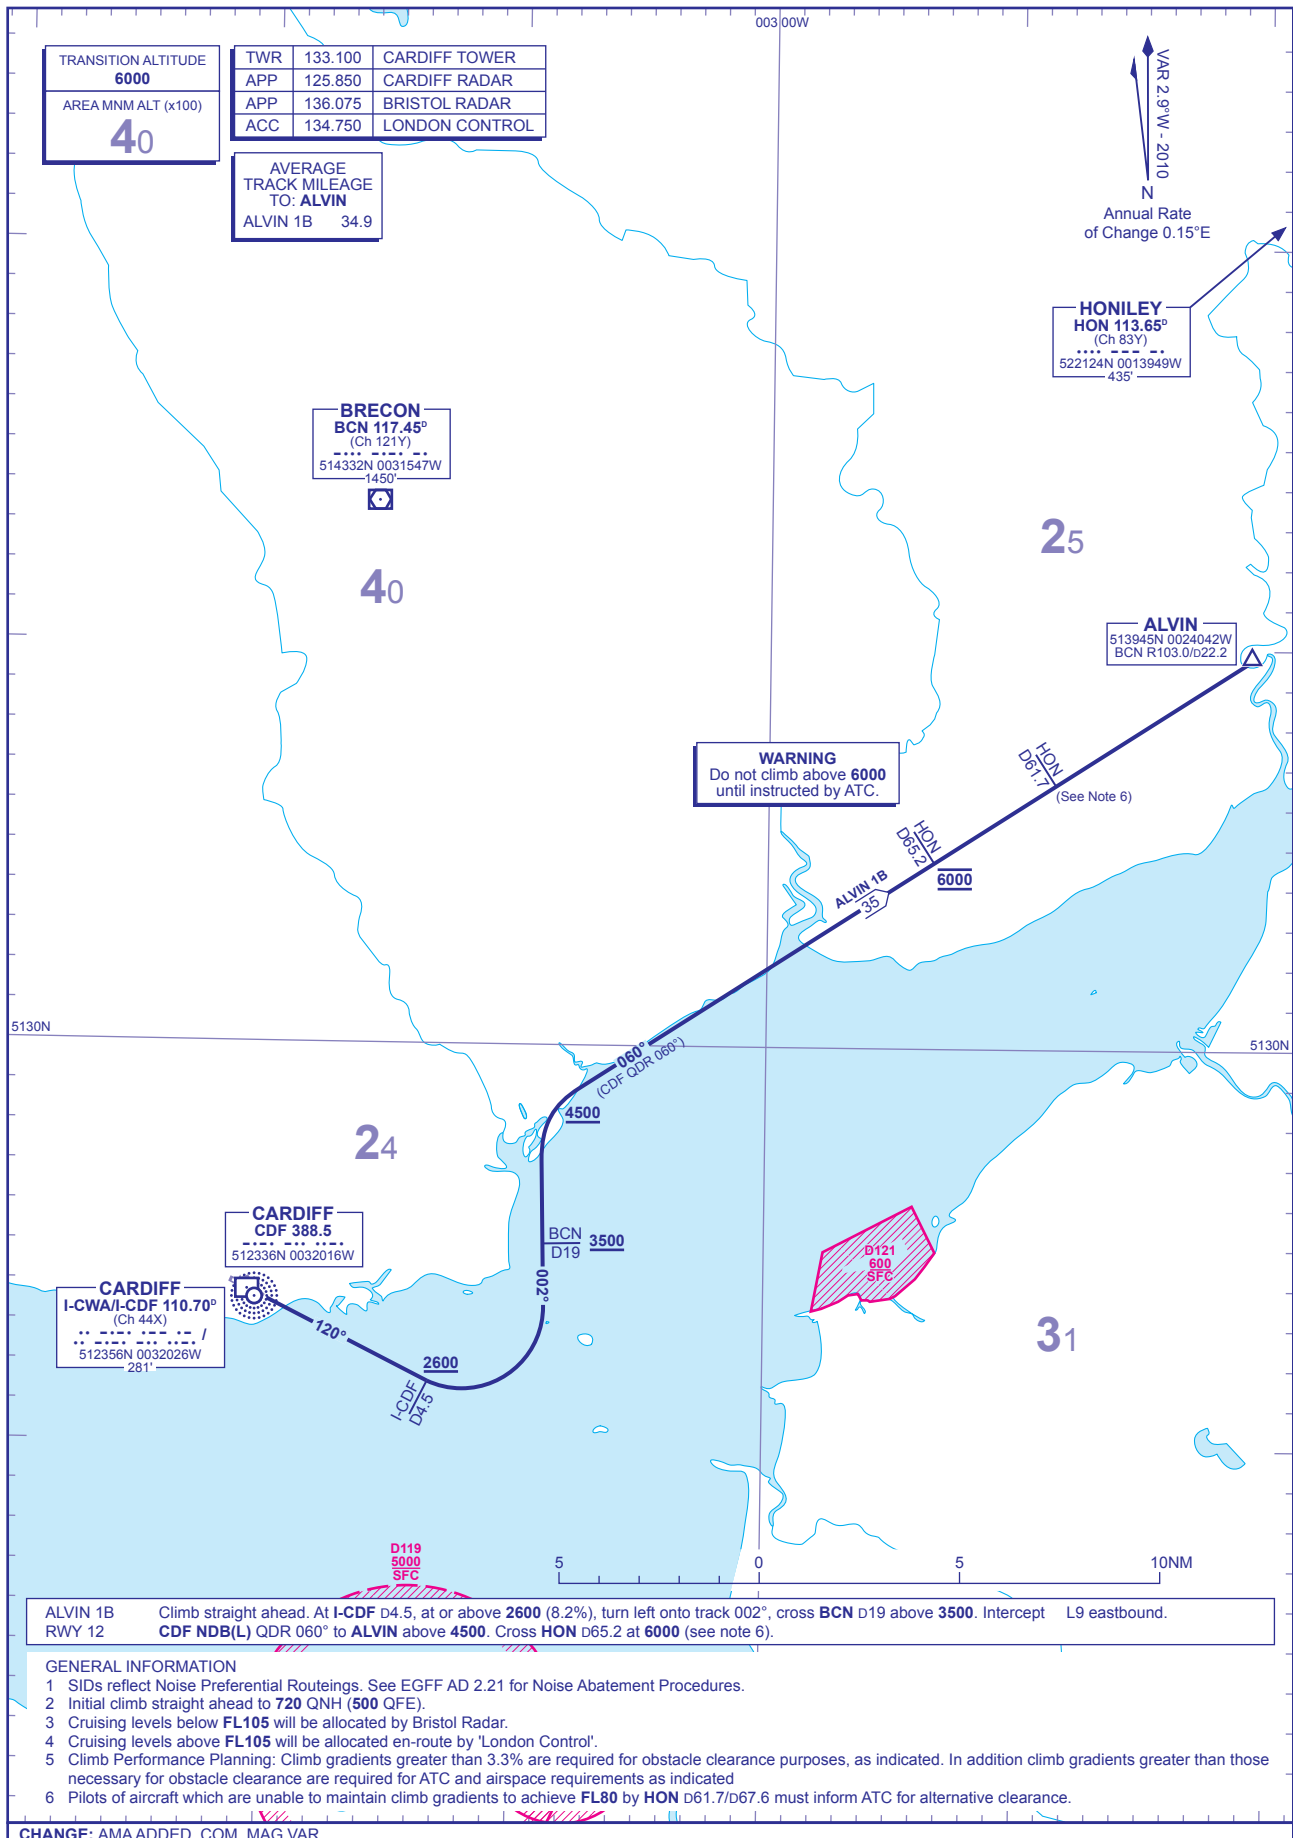 003 00W
TRANSITION ALTITUDE
6000
AREA MNM ALT (x100)
40
TWR 133.100 CARDIFF TOWER
APP 125.850 CARDIFF RADAR
APP 136.075 BRISTOL RADAR
ACC 134.750 LONDON CONTROL
AVERAGE
TRACK MILEAGE
TO: ALVIN
ALVIN 1B 34.9
VAR 2.9°W - 2010
N
Annual Rate
of Change 0.15°E
HONILEY
HON 113.65D
(Ch 83Y)
522124N 0013949W
435'
BRECON
BCN 117.45D
(Ch 121Y)
514332N 0031547W
1450'
25
40
ALVIN
513945N 0024042W
BCN R103.0/D22.2
WARNING
Do not climb above 6000
until instructed by ATC.
HON
D61.7
(See Note 6)
HON
D65.2
6000
ALVIN 1B
35
5130N
5130N
060°
(CDF QDR 060°)
4500
24
CARDIFF
CDF 388.5
512336N 0032016W
BCN
D19
3500
D121
600
SFC
002°
CARDIFF
I-CWA/I-CDF 110.70D
(Ch 44X)
512356N 0032026W
281'
120°
2600
I-CDF
D4.5
31
D119
5000
SFC
5 0 5 10NM
ALVIN 1B Climb straight ahead. At I-CDF D4.5, at or above 2600 (8.2%), turn left onto track 002°, cross BCN D19 above 3500. Intercept L9 eastbound.
RWY 12 CDF NDB(L) QDR 060° to ALVIN above 4500. Cross HON D65.2 at 6000 (see note 6).
GENERAL INFORMATION
1 SIDs reflect Noise Preferential Routeings. See EGFF AD 2.21 for Noise Abatement Procedures.
2 Initial climb straight ahead to 720 QNH (500 QFE).
3 Cruising levels below FL105 will be allocated by Bristol Radar.
4 Cruising levels above FL105 will be allocated en-route by 'London Control'.
5 Climb Performance Planning: Climb gradients greater than 3.3% are required for obstacle clearance purposes, as indicated. In addition climb gradients greater than those
necessary for obstacle clearance are required for ATC and airspace requirements as indicated
6 Pilots of aircraft which are unable to maintain climb gradients to achieve FL80 by HON D61.7/D67.6 must inform ATC for alternative clearance.
CHANGE: AMA ADDED. COM. MAG VAR.